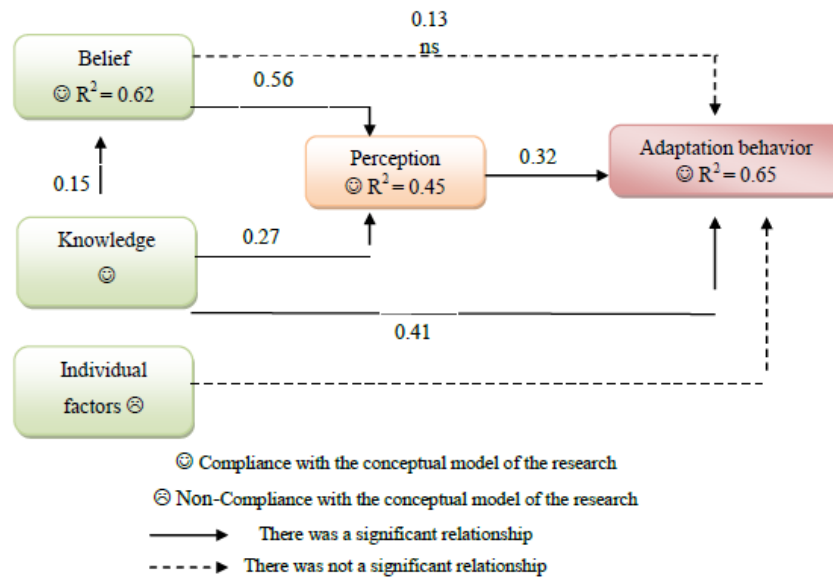 0.13
ns
Belief
☺ R² = 0.62
0.56
Perception
☺ R² = 0.45
0.32
Adaptation behavior
☺ R² = 0.65
0.15
Knowledge
☺
0.27
0.41
Individual
factors ☹
☺ Compliance with the conceptual model of the research
☹ Non-Compliance with the conceptual model of the research
There was a significant relationship
There was not a significant relationship